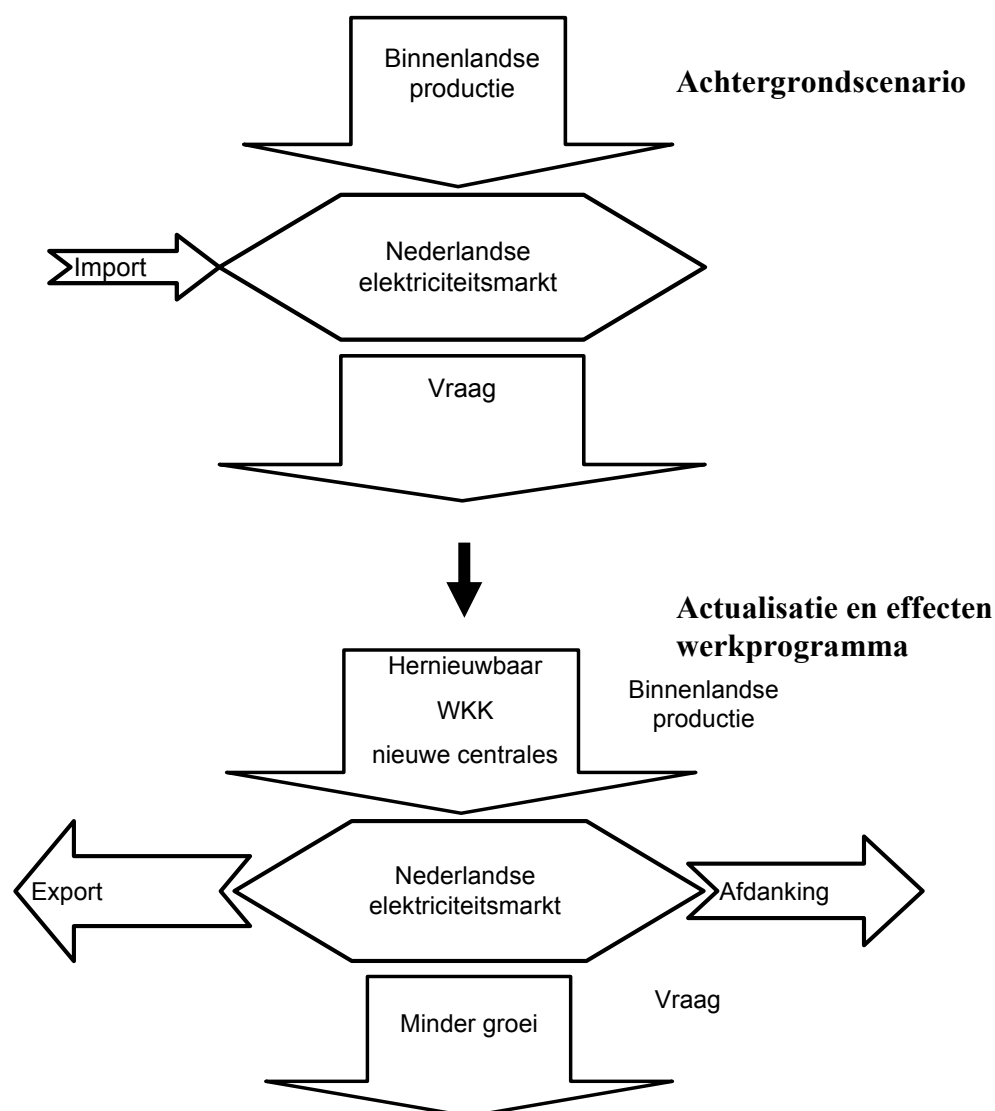 Binnenlandse
productie
Achtergrondscenario
Nederlandse
elektriciteitsmarkt
Import
Vraag
Actualisatie en effecten
werkprogramma
Hernieuwbaar
WKK
nieuwe centrales
Binnenlandse
productie
Export
Nederlandse
elektriciteitsmarkt
Afdanking
Vraag
Minder groei